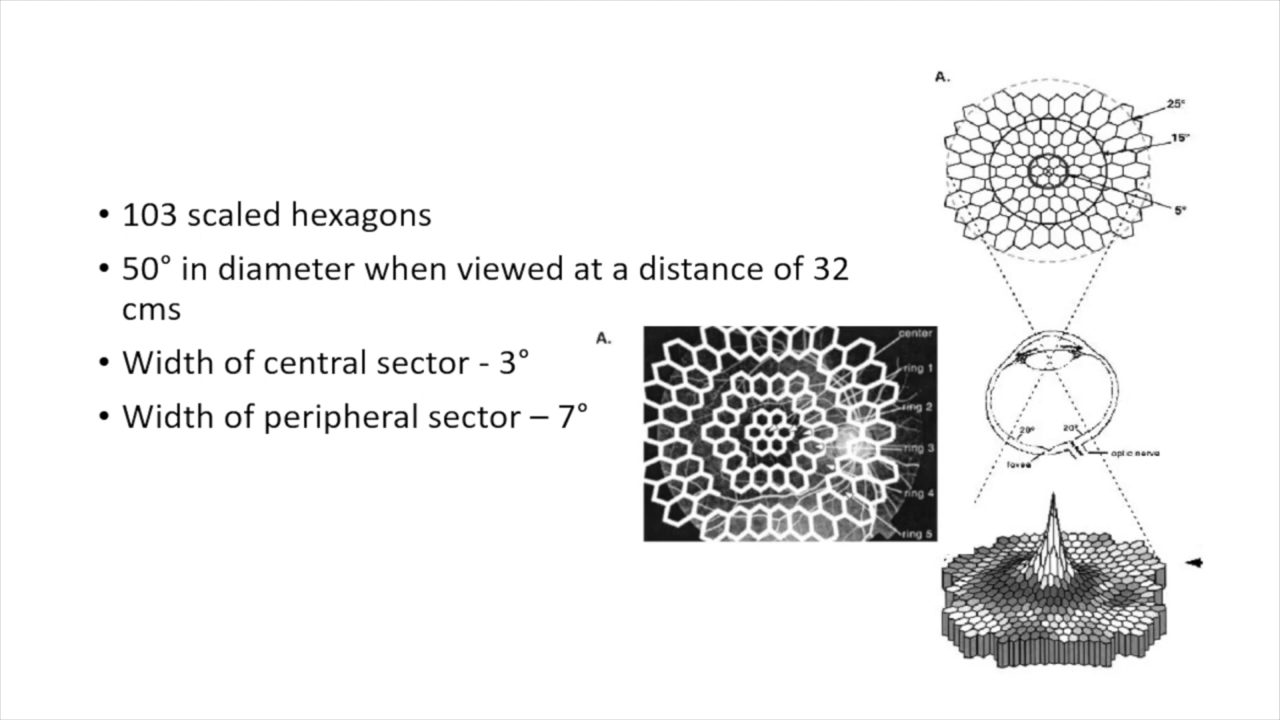 • 103 scaled hexagons
• 50° in diameter when viewed at a distance of 32
cms
• Width of central sector - 3°
• Width of peripheral sector – 7°
A.
center
ring 1
ring 2
ring 3
ring 4
ring 5
A.
25°
15°
5°
20°
20°
fovea
optic nerve